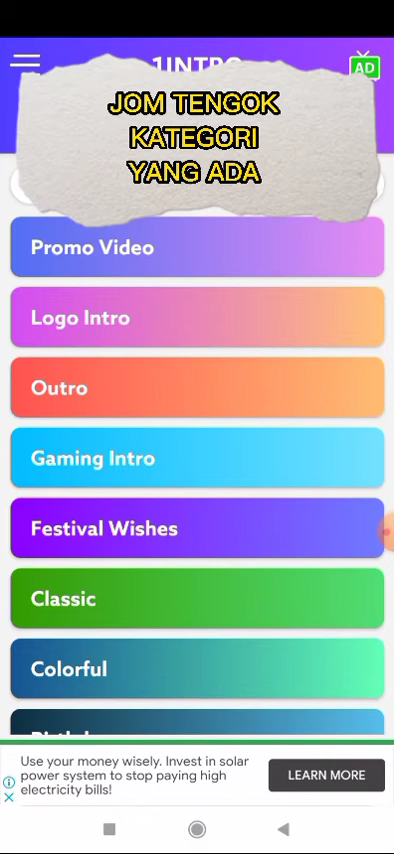 1INTRO
AD
JOM TENGOK
KATEGORI
YANG ADA
Promo Video
Logo Intro
Outro
Gaming Intro
Festival Wishes
Classic
Colorful
Use your money wisely. Invest in solar
power system to stop paying high
electricity bills!
LEARN MORE